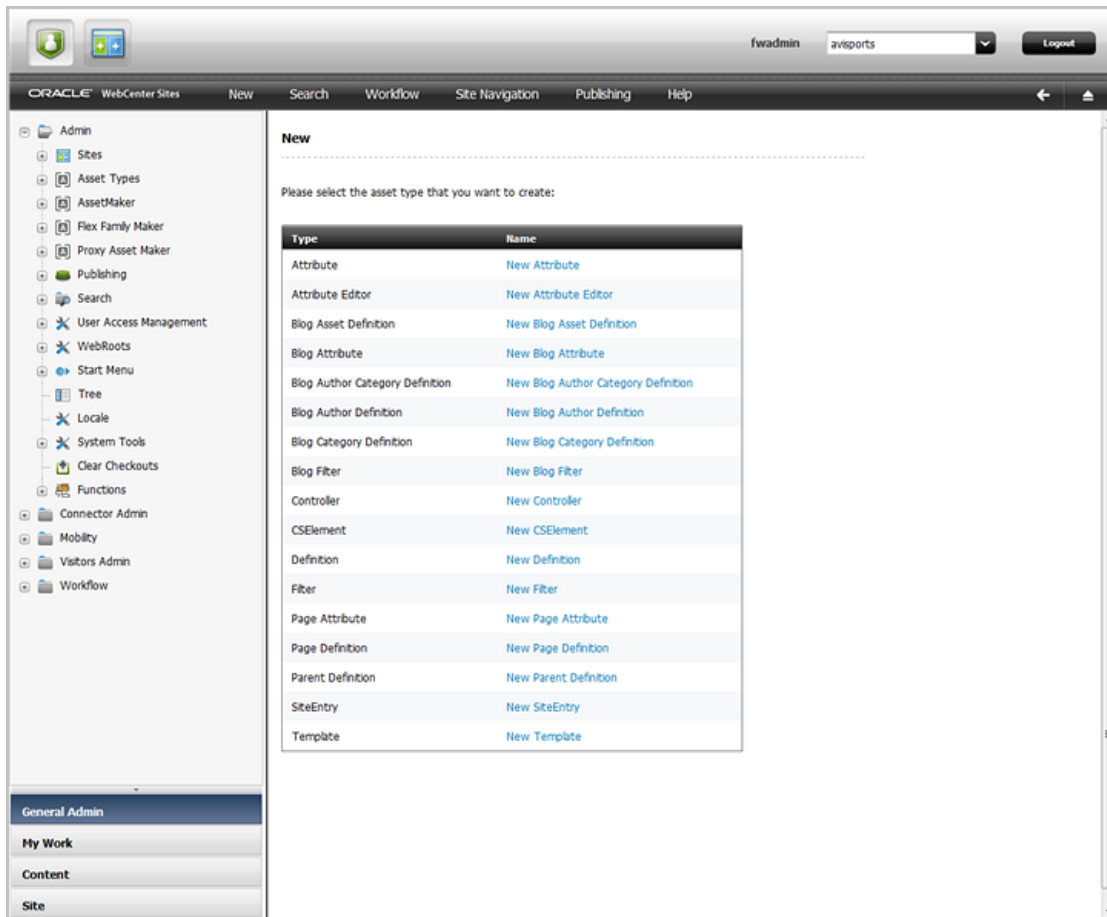 fwadmin avisports Logout
ORACLE WebCenter Sites New Search Workflow Site Navigation Publishing Help
Admin
Sites
Asset Types
AssetMaker
Flex Family Maker
Proxy Asset Maker
Publishing
Search
User Access Management
WebRoots
Start Menu
Tree
Locale
System Tools
Clear Checkouts
Functions
Connector Admin
Mobility
Visitors Admin
Workflow
General Admin
My Work
Content
Site
New
Please select the asset type that you want to create:
Type Name
Attribute New Attribute
Attribute Editor New Attribute Editor
Blog Asset Definition New Blog Asset Definition
Blog Attribute New Blog Attribute
Blog Author Category Definition New Blog Author Category Definition
Blog Author Definition New Blog Author Definition
Blog Category Definition New Blog Category Definition
Blog Filter New Blog Filter
Controller New Controller
CSElement New CSElement
Definition New Definition
Filter New Filter
Page Attribute New Page Attribute
Page Definition New Page Definition
Parent Definition New Parent Definition
SiteEntry New SiteEntry
Template New Template